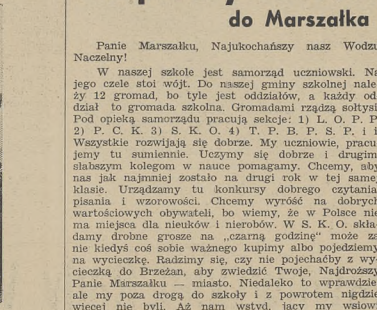 do Marszałka
Panie Marszałku, Najukochańszy nasz Wodzu
Naczelny!
W naszej szkole jest samorząd uczniowski. Na
jego czele stoi wójt. Do naszej gminy szkolnej nale-
ży 12 gromad, bo tyle jest oddziałów, a każdy od-
dział to gromada szkolna. Gromadami rządzą sołtysi.
Pod opieką samorządu pracują sekcje: 1) L. O. P. P.
2) P. C. K. 3) S. K. O. 4) T. P. B. P. S. P. i i
Wszystkie rozwijają się dobrze. My uczniowie, pracu-
jemy tu sumiennie. Uczymy się dobrze i drugim
słabszym kolegom w nauce pomagamy. Chcemy, aby
nas jak najmniej zostało na drugi rok w tej samej
klasie. Urządzamy tu konkursy dobrego czytania
pisania i wzorowości. Chcemy wyróść na dobrych
wartościowych obywateli, bo wiemy, że w Polsce nie
ma miejsca dla nieuków i nierobów. W S. K. O. skła-
damy drobne grosze na „czarną godzinę” może za
nie kiedyś coś sobie ważnego kupimy albo pojedziemy
na wycieczkę. Radzimy się, czy nie pojechaćby z wy-
cieczką do Brzeżan, aby zwiedzić Twoje, Najdroższy
Panie Marszałku — miasto. Niedaleko to wprawdzie
ale my poza drogą do szkoły i z powrotem nigdzie
więcej nie byli. Aż nam wstyd, jacy my wsiowi